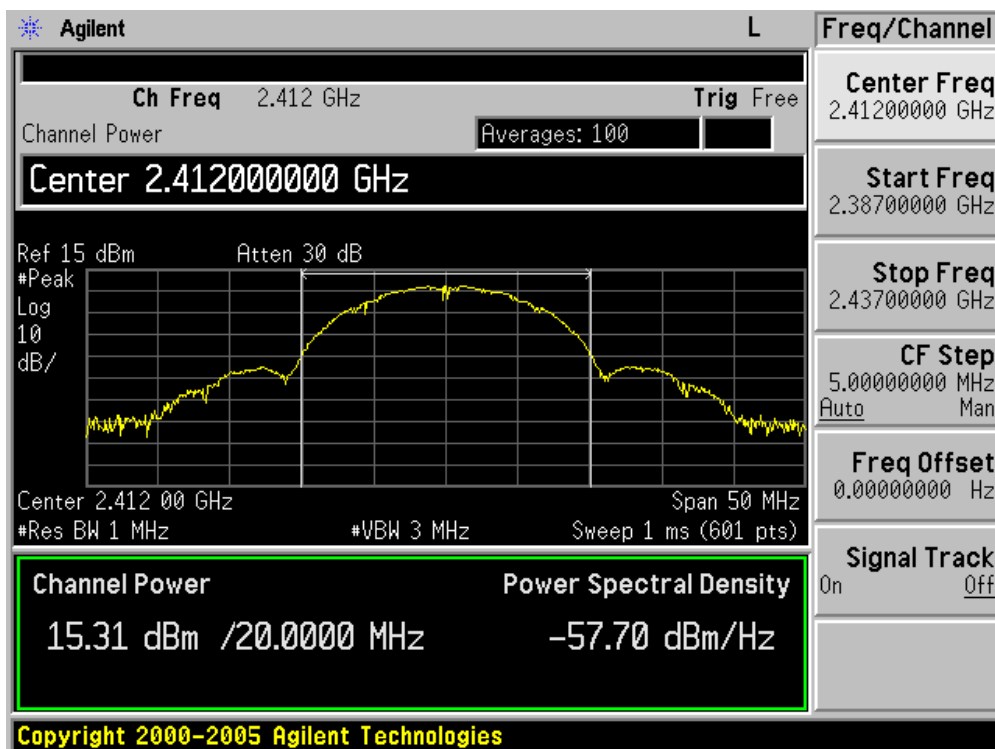 Agilent
L
Freq/Channel
Ch Freq 2.412 GHz
Trig Free
Channel Power
Averages: 100
Center 2.412000000 GHz
Ref 15 dBm
Atten 30 dB
#Peak
Log
10
dB/
Center 2.412 00 GHz
Span 50 MHz
#Res BW 1 MHz
#VBW 3 MHz
Sweep 1 ms (601 pts)
Channel Power
Power Spectral Density
15.31 dBm /20.0000 MHz
-57.70 dBm/Hz
Copyright 2000-2005 Agilent Technologies
Center Freq
2.41200000 GHz
Start Freq
2.38700000 GHz
Stop Freq
2.43700000 GHz
CF Step
5.00000000 MHz
Auto Man
Freq Offset
0.00000000 Hz
Signal Track
On Off